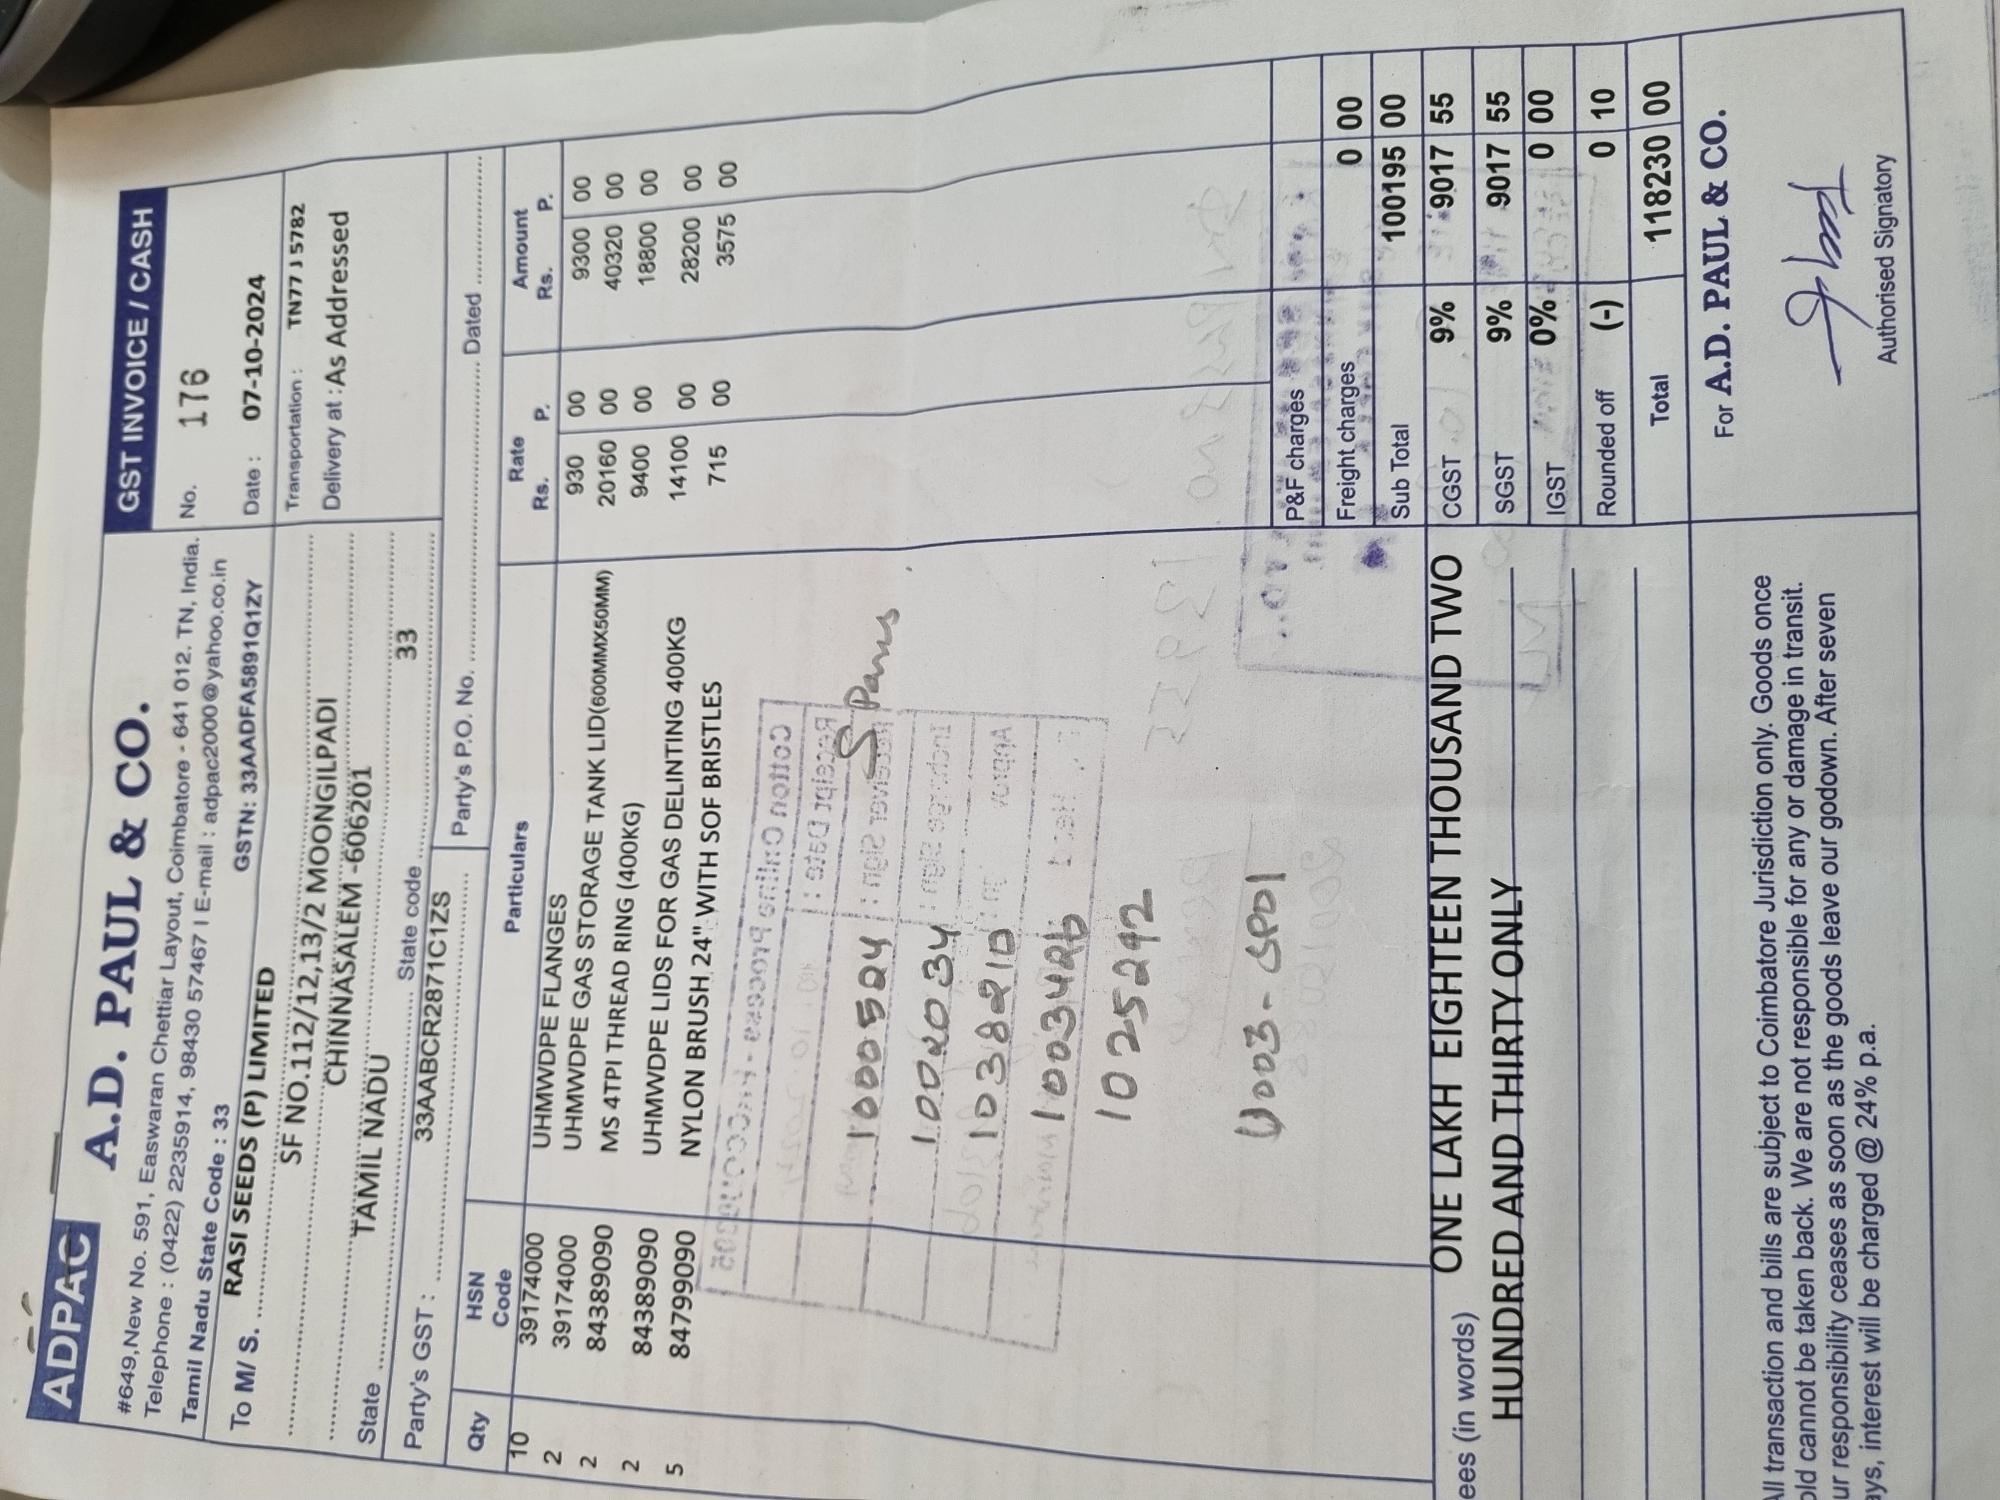 ADPAC
A.D. PAUL & CO.
#649,New No. 591, Easwaran Chettiar Layout, Coimbatore - 641 012. TN, India.
Telephone : (0422) 2235914, 98430 57467 | E-mail : adpac2000@yahoo.co.in
Tamil Nadu State Code : 33
GSTN: 33AADFA5891Q1ZY
GST INVOICE / CASH
No. 176
Date : 07-10-2024
Transportation : TN77 J 5782
Delivery at : As Addressed
To M/ S. RASI SEEDS (P) LIMITED
SF NO.112/12,13/2 MOONGILPADI
CHINNASALEM -606201
State TAMIL NADU State code 33
Party's GST : 33AABCR2871C1ZS
Party's P.O. No. Dated
Qty HSN Code Particulars Rate Rs. P. Amount Rs. P.
10 39174000 UHMWDPE FLANGES 930 00 9300 00
2 39174000 UHMWDPE GAS STORAGE TANK LID(600MMX50MM) 20160 00 40320 00
2 84389090 MS 4TPI THREAD RING (400KG) 9400 00 18800 00
2 84389090 UHMWDPE LIDS FOR GAS DELINTING 400KG 14100 00 28200 00
5 84799090 NYLON BRUSH 24" WITH SOF BRISTLES 715 00 3575 00
Cotton Online Process
Receipt Date :
Receiver Sign :
Incharge Sign :
1000524
1002034
1038210
1003426
1025292
U003-SP01
P&F charges
Freight charges 0 00
Sub Total 100195 00
CGST 9% 9017 55
SGST 9% 9017 55
IGST 0% 0 00
Rounded off (-) 0 10
Total 118230 00
ees (in words) ONE LAKH EIGHTEEN THOUSAND TWO
HUNDRED AND THIRTY ONLY
All transaction and bills are subject to Coimbatore Jurisdiction only. Goods once
old cannot be taken back. We are not responsible for any or damage in transit.
ur responsibility ceases as soon as the goods leave our godown. After seven
ays, interest will be charged @ 24% p.a.
For A.D. PAUL & CO.
Authorised Signatory